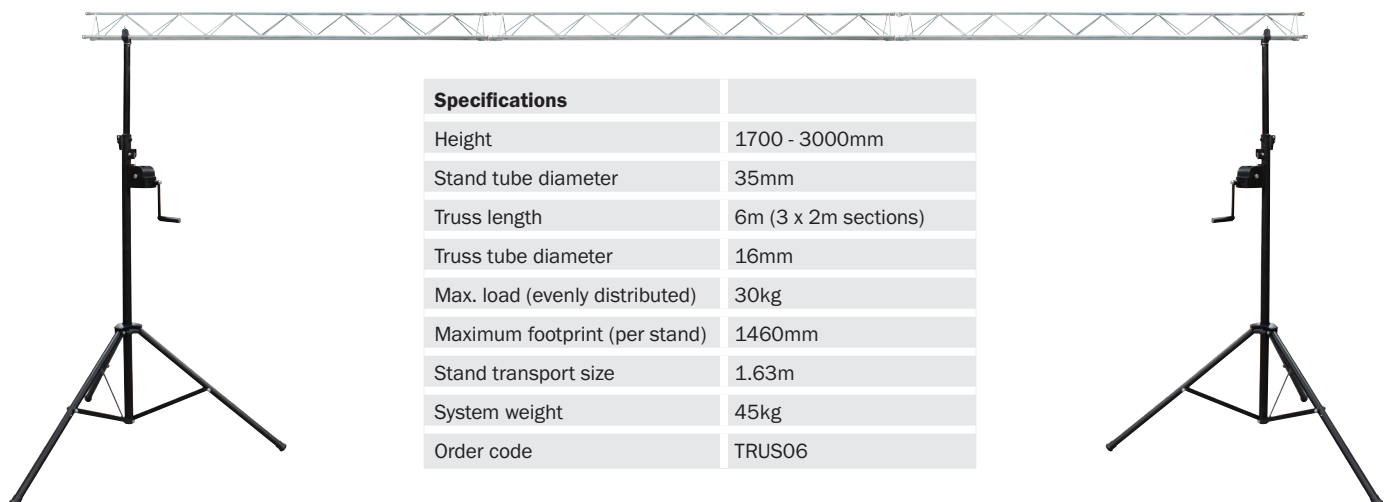 Specifications
Height 1700 - 3000mm
Stand tube diameter 35mm
Truss length 6m (3 x 2m sections)
Truss tube diameter 16mm
Max. load (evenly distributed) 30kg
Maximum footprint (per stand) 1460mm
Stand transport size 1.63m
System weight 45kg
Order code TRUS06